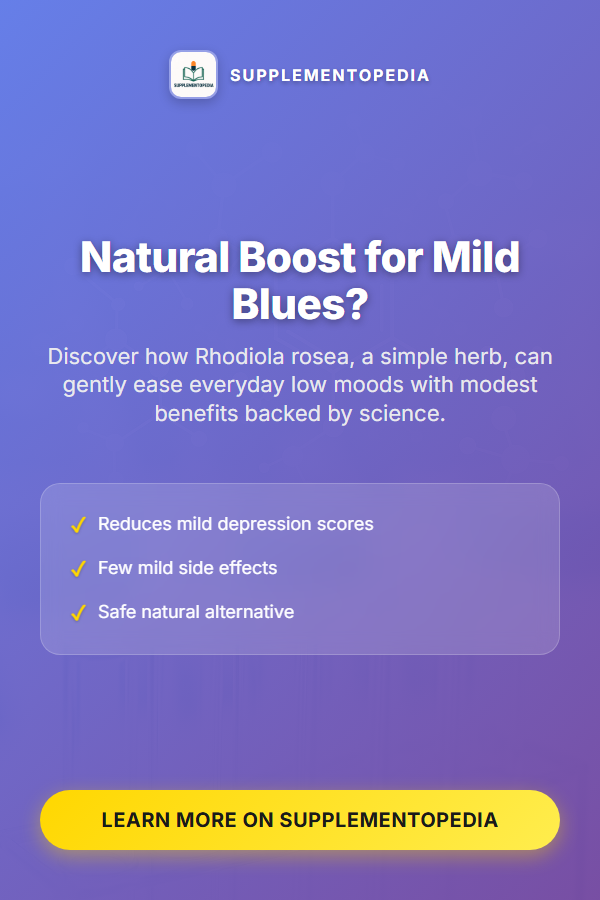 SUPPLEMENTOPEDIA
SUPPLEMENTOPEDIA
Natural Boost for Mild
Blues?
Discover how Rhodiola rosea, a simple herb, can
gently ease everyday low moods with modest
benefits backed by science.
✓ Reduces mild depression scores
✓ Few mild side effects
✓ Safe natural alternative
LEARN MORE ON SUPPLEMENTOPEDIA